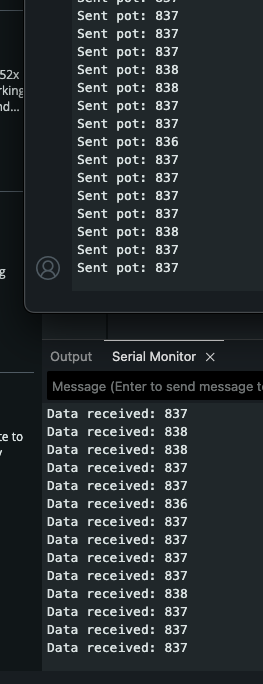 Sent pot: 837
Sent pot: 837
Sent pot: 837
Sent pot: 837
Sent pot: 838
Sent pot: 838
Sent pot: 837
Sent pot: 837
Sent pot: 836
Sent pot: 837
Sent pot: 837
Sent pot: 837
Sent pot: 837
Sent pot: 838
Sent pot: 837
Sent pot: 837
52x
rking
nd...
g
te to
y
Output
Serial Monitor
Message (Enter to send message t
Data received: 837
Data received: 838
Data received: 838
Data received: 837
Data received: 837
Data received: 836
Data received: 837
Data received: 837
Data received: 837
Data received: 837
Data received: 838
Data received: 837
Data received: 837
Data received: 837